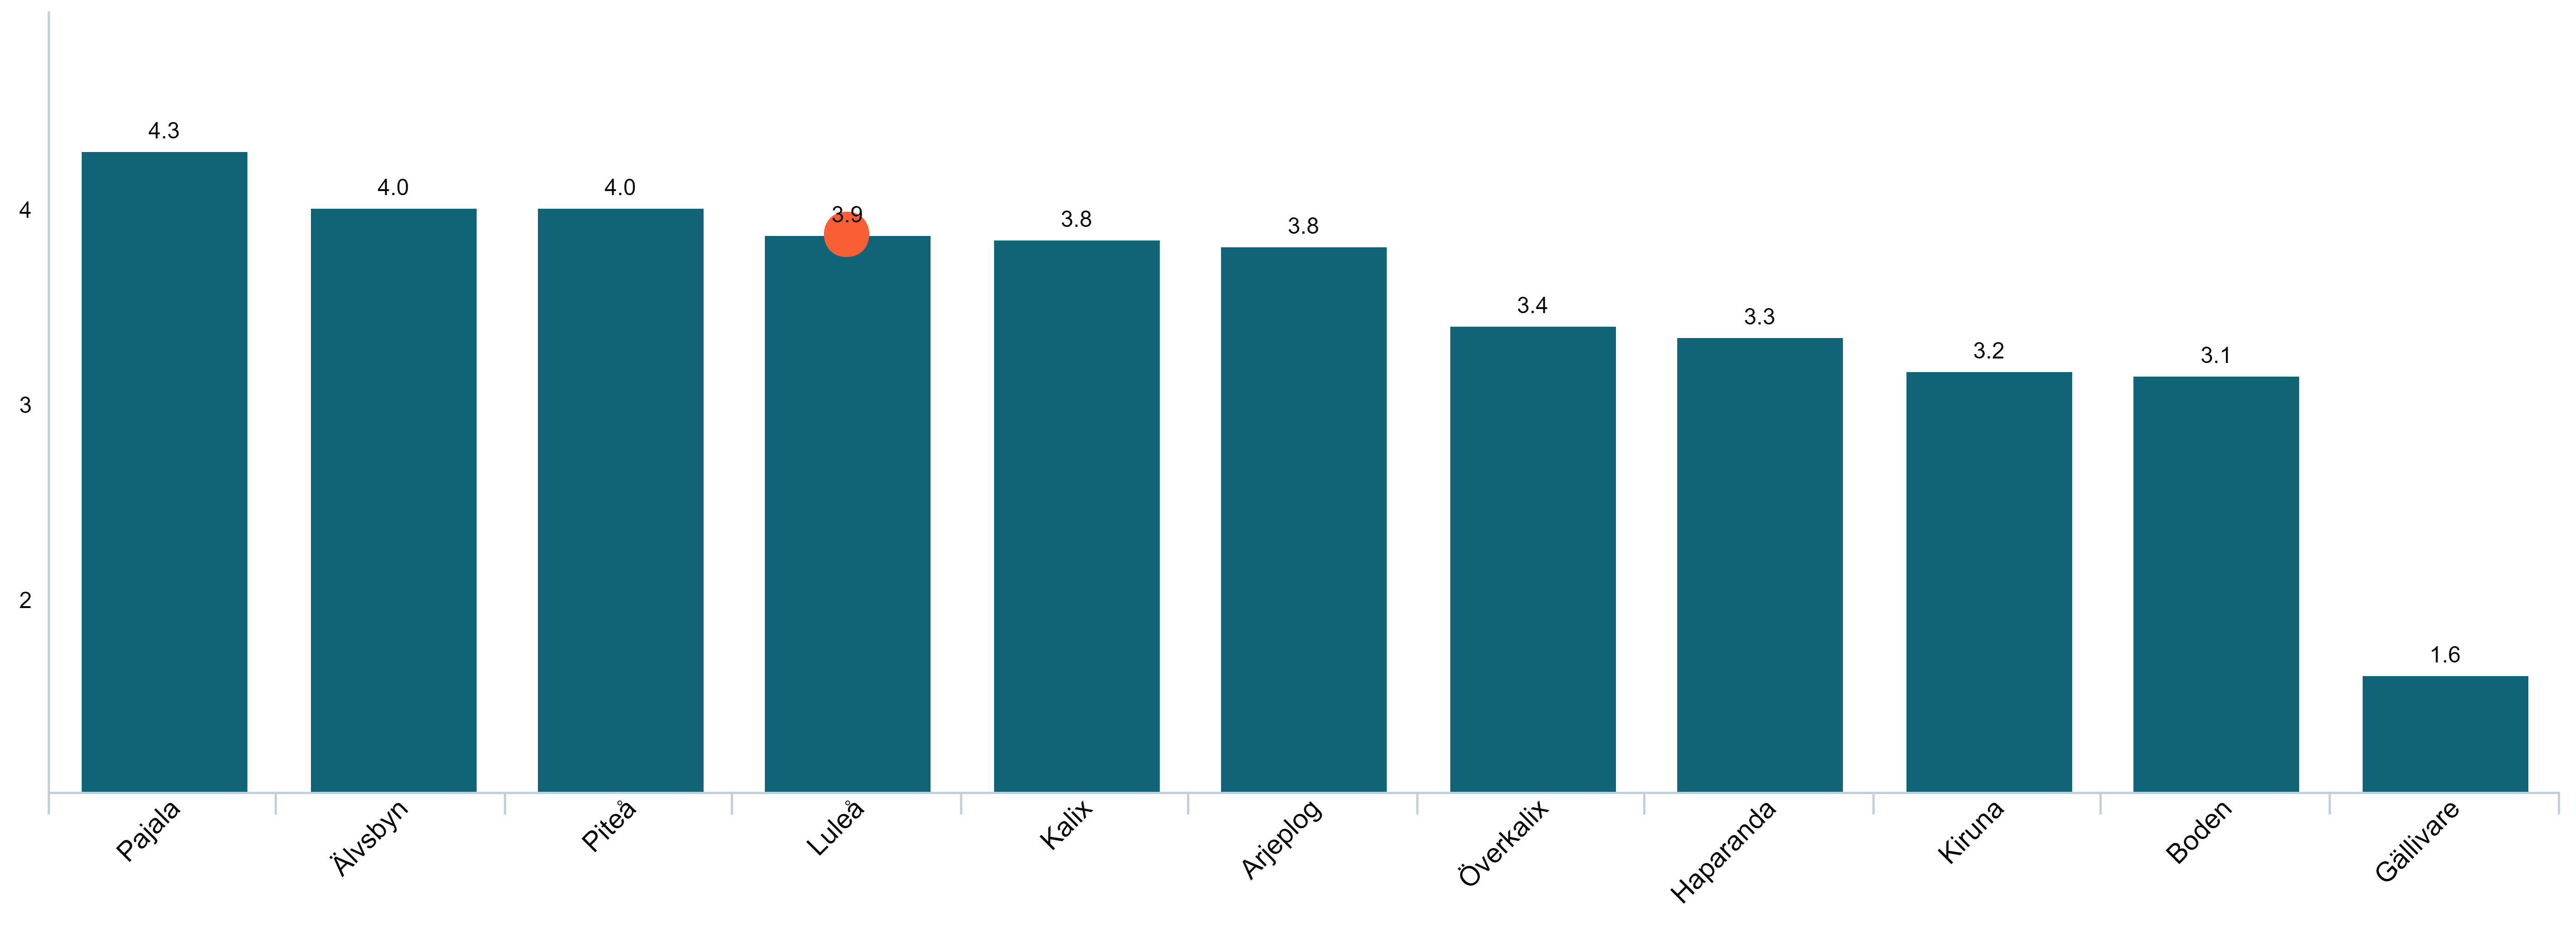 4.3
4.0
4.0
3.9
3.8
3.8
3.4
3.3
3.2
3.1
1.6
4
3
2
Pajala
Älvsbyn
Piteå
Luleå
Kalix
Arjeplog
Överkalix
Haparanda
Kiruna
Boden
Gällivare